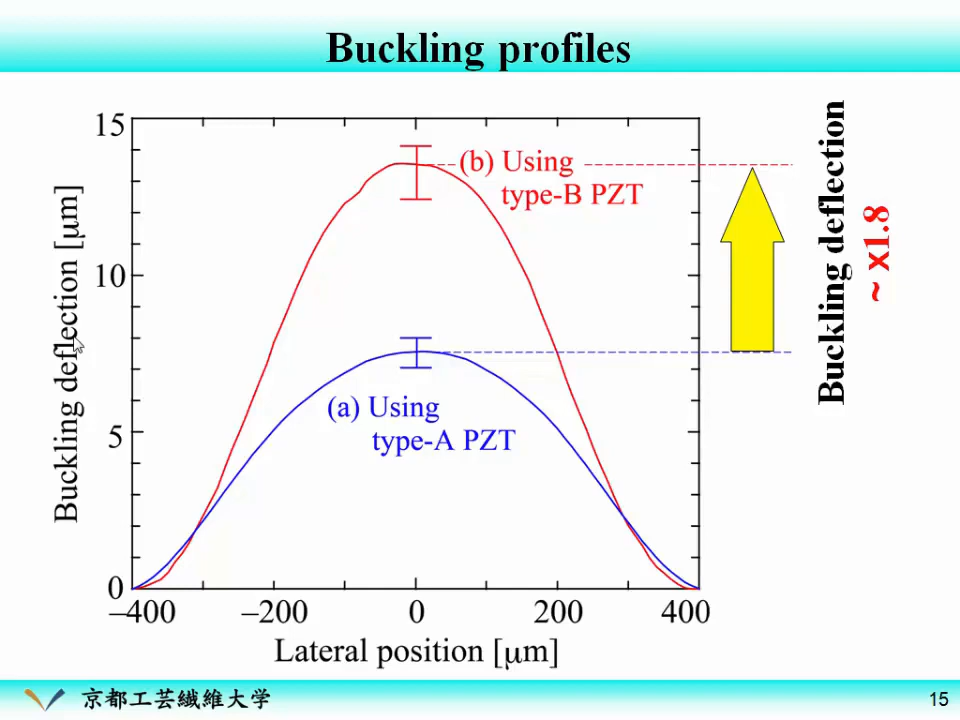 Buckling profiles
15
10
5
0
Buckling deflection [μm]
(b) Using
type-B PZT
(a) Using
type-A PZT
Buckling deflection
~ x1.8
–400
–200
0
200
400
Lateral position [μm]
京都工芸繊維大学
15